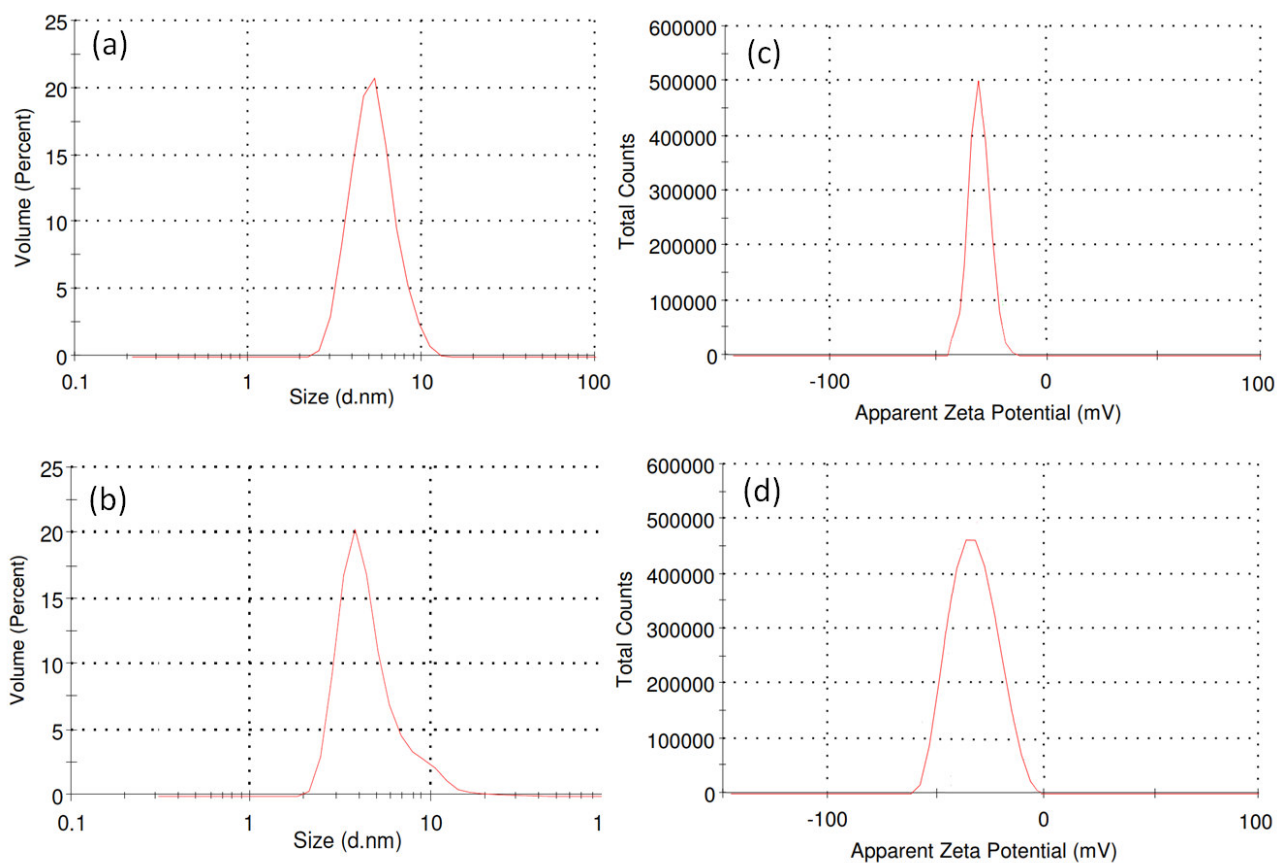 (a)
Volume (Percent)
25
20
15
10
5
0
0.1 1 10 100
Size (d.nm)
(c)
Total Counts
600000
500000
400000
300000
200000
100000
0
-100 0 100
Apparent Zeta Potential (mV)
(b)
Volume (Percent)
25
20
15
10
5
0
0.1 1 10 1
Size (d.nm)
(d)
Total Counts
600000
500000
400000
300000
200000
100000
0
-100 0 100
Apparent Zeta Potential (mV)